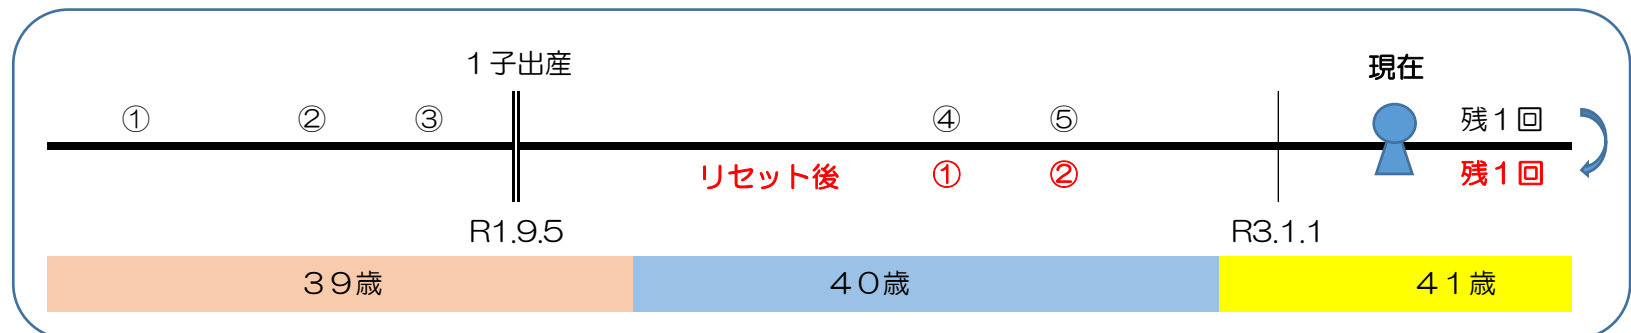 １子出産
現在
① ② ③ ④ ⑤ 残１回
リセット後 ① ② 残１回
R1.9.5 R3.1.1
３９歳 ４０歳 ４１歳